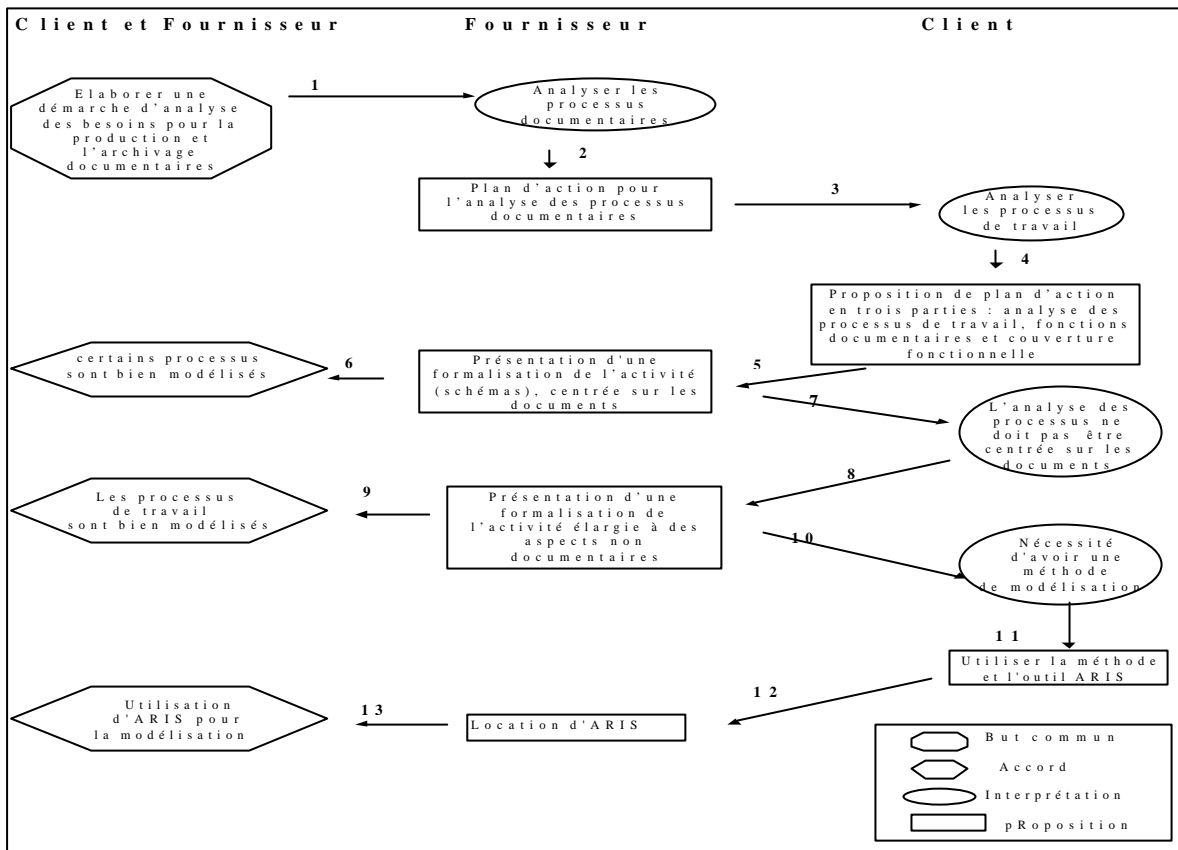 Client et Fournisseur
Fournisseur
Client
Elaborer une
démarche d'analyse
des besoins pour la
production et
l'archivage
documentaires
1
Analyser les
processus
documentaires
2
Plan d'action pour
l'analyse des processus
documentaires
3
Analyser
les processus
de travail
4
Proposition de plan d'action
en trois parties : analyse des
processus de travail, fonctions
documentaires et couverture
fonctionnelle
5
Présentation d'une
formalisation de l'activité
(schémas), centrée sur les
documents
6
certains processus
sont bien modélisés
7
L'analyse des
processus ne
doit pas être
centrée sur les
documents
8
Présentation d'une
formalisation de
l'activité élargie à des
aspects non
documentaires
9
Les processus
de travail
sont bien modélisés
10
Nécessité
d'avoir une
méthode
de modélisation
11
Utiliser la méthode
et l'outil ARIS
12
Location d'ARIS
13
Utilisation
d'ARIS pour
la modélisation
But commun
Accord
Interprétation
pRoposition